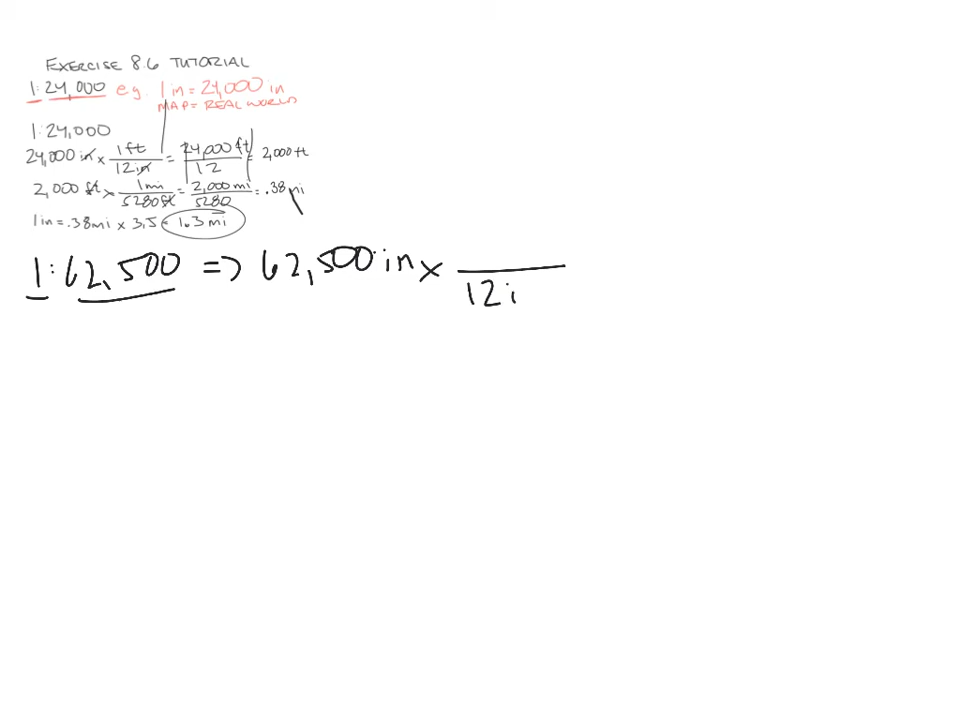 EXERCISE 8.6 TUTORIAL
1:24,000 e.g. 1 in = 24,000 in
MAP = REAL WORLD
1:24,000
24,000 in x 1ft/12in = 24,000 ft/12 = 2,000 ft
2,000 ft x 1mi/5280ft = 2,000 mi/5280 = .38 mi
1 in = .38 mi x 3.5 = 1.3 mi
1:62,500 => 62,500 in x /12 i